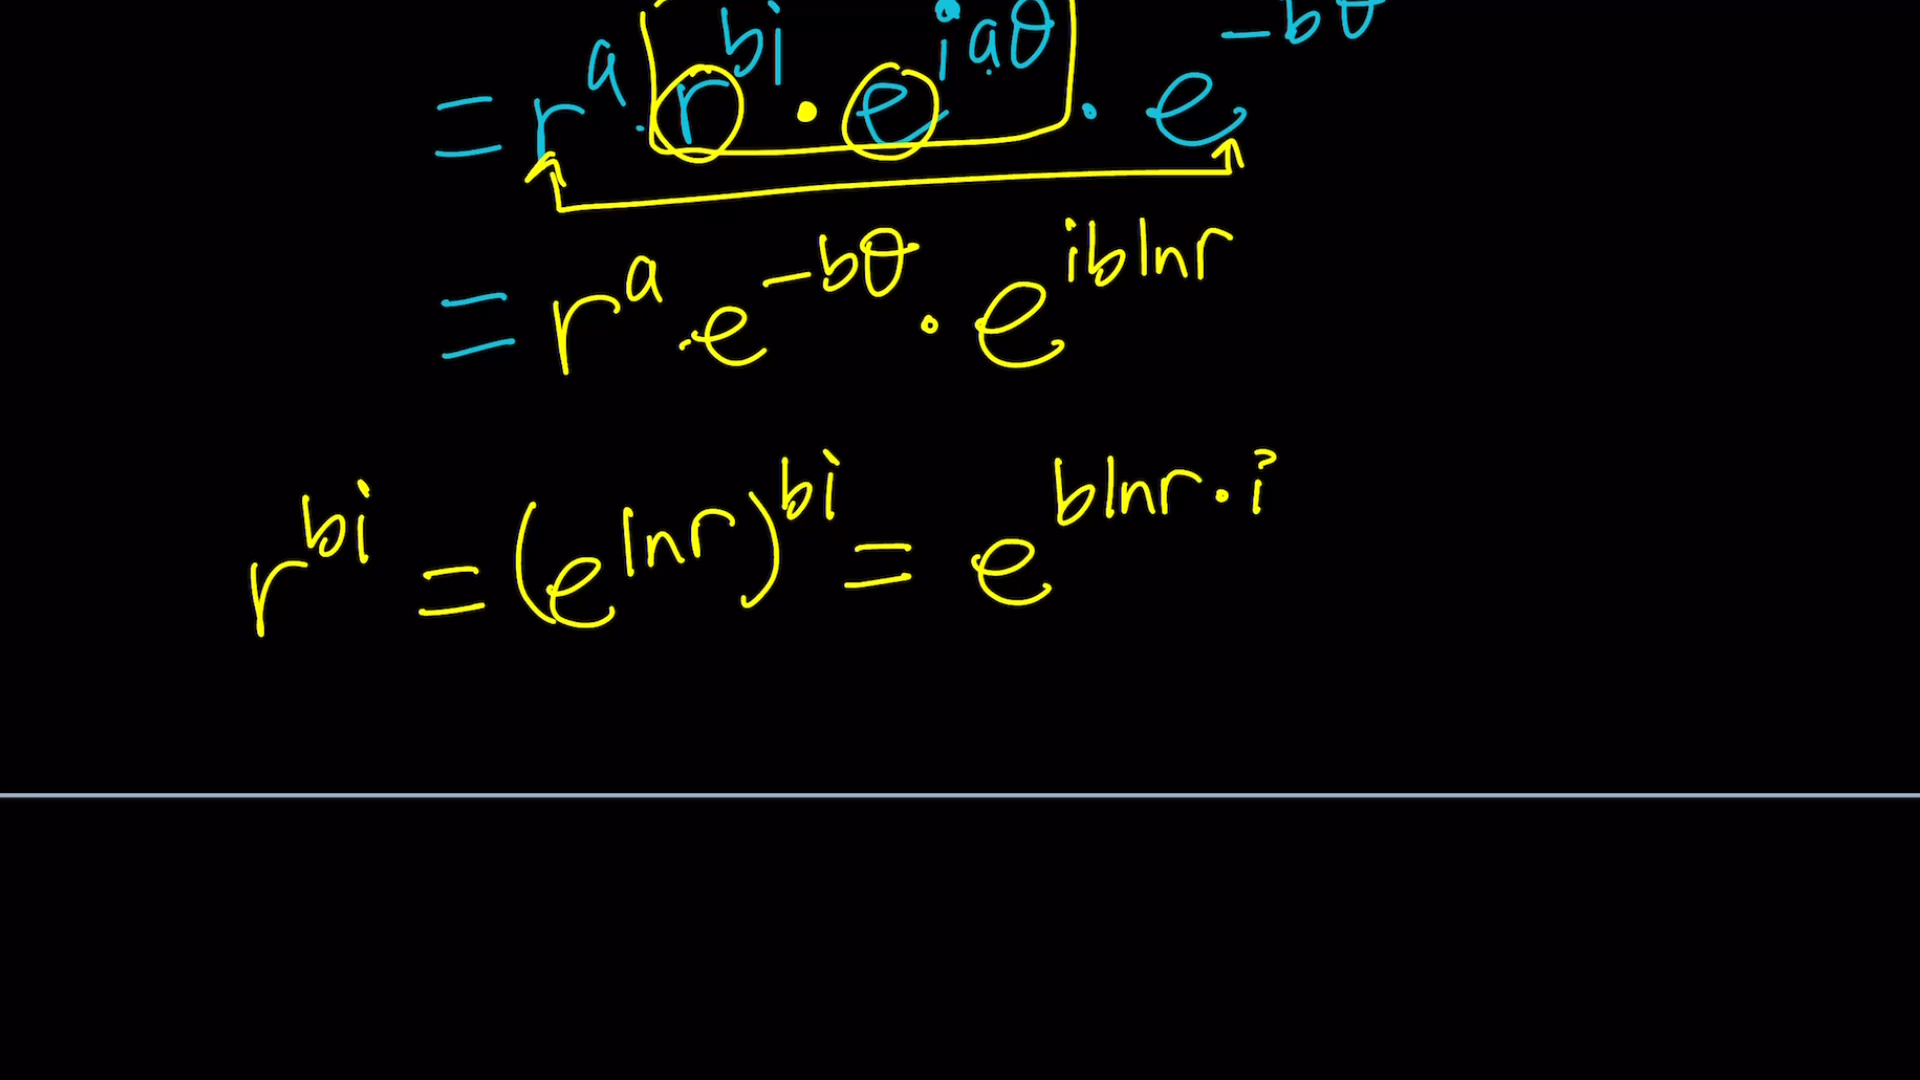 = r^a · r^{bi} · e^{iaθ} · e^{-bθ}
= r^a · e^{-bθ} · e^{iblnr}
r^{bi} = (e^{lnr})^{bi} = e^{blnr·i}